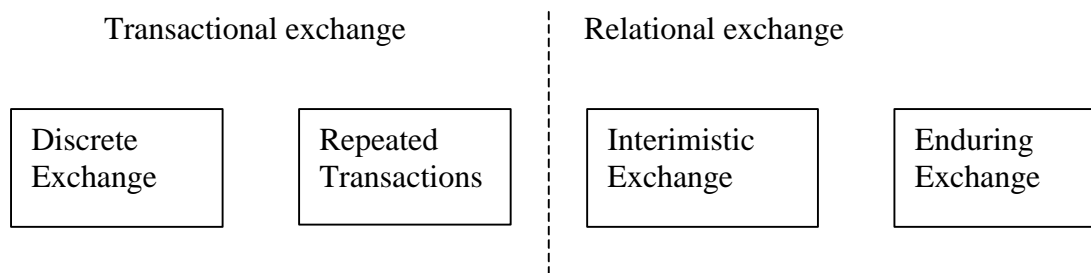 Transactional exchange
Relational exchange
Discrete
Exchange
Repeated
Transactions
Interimistic
Exchange
Enduring
Exchange